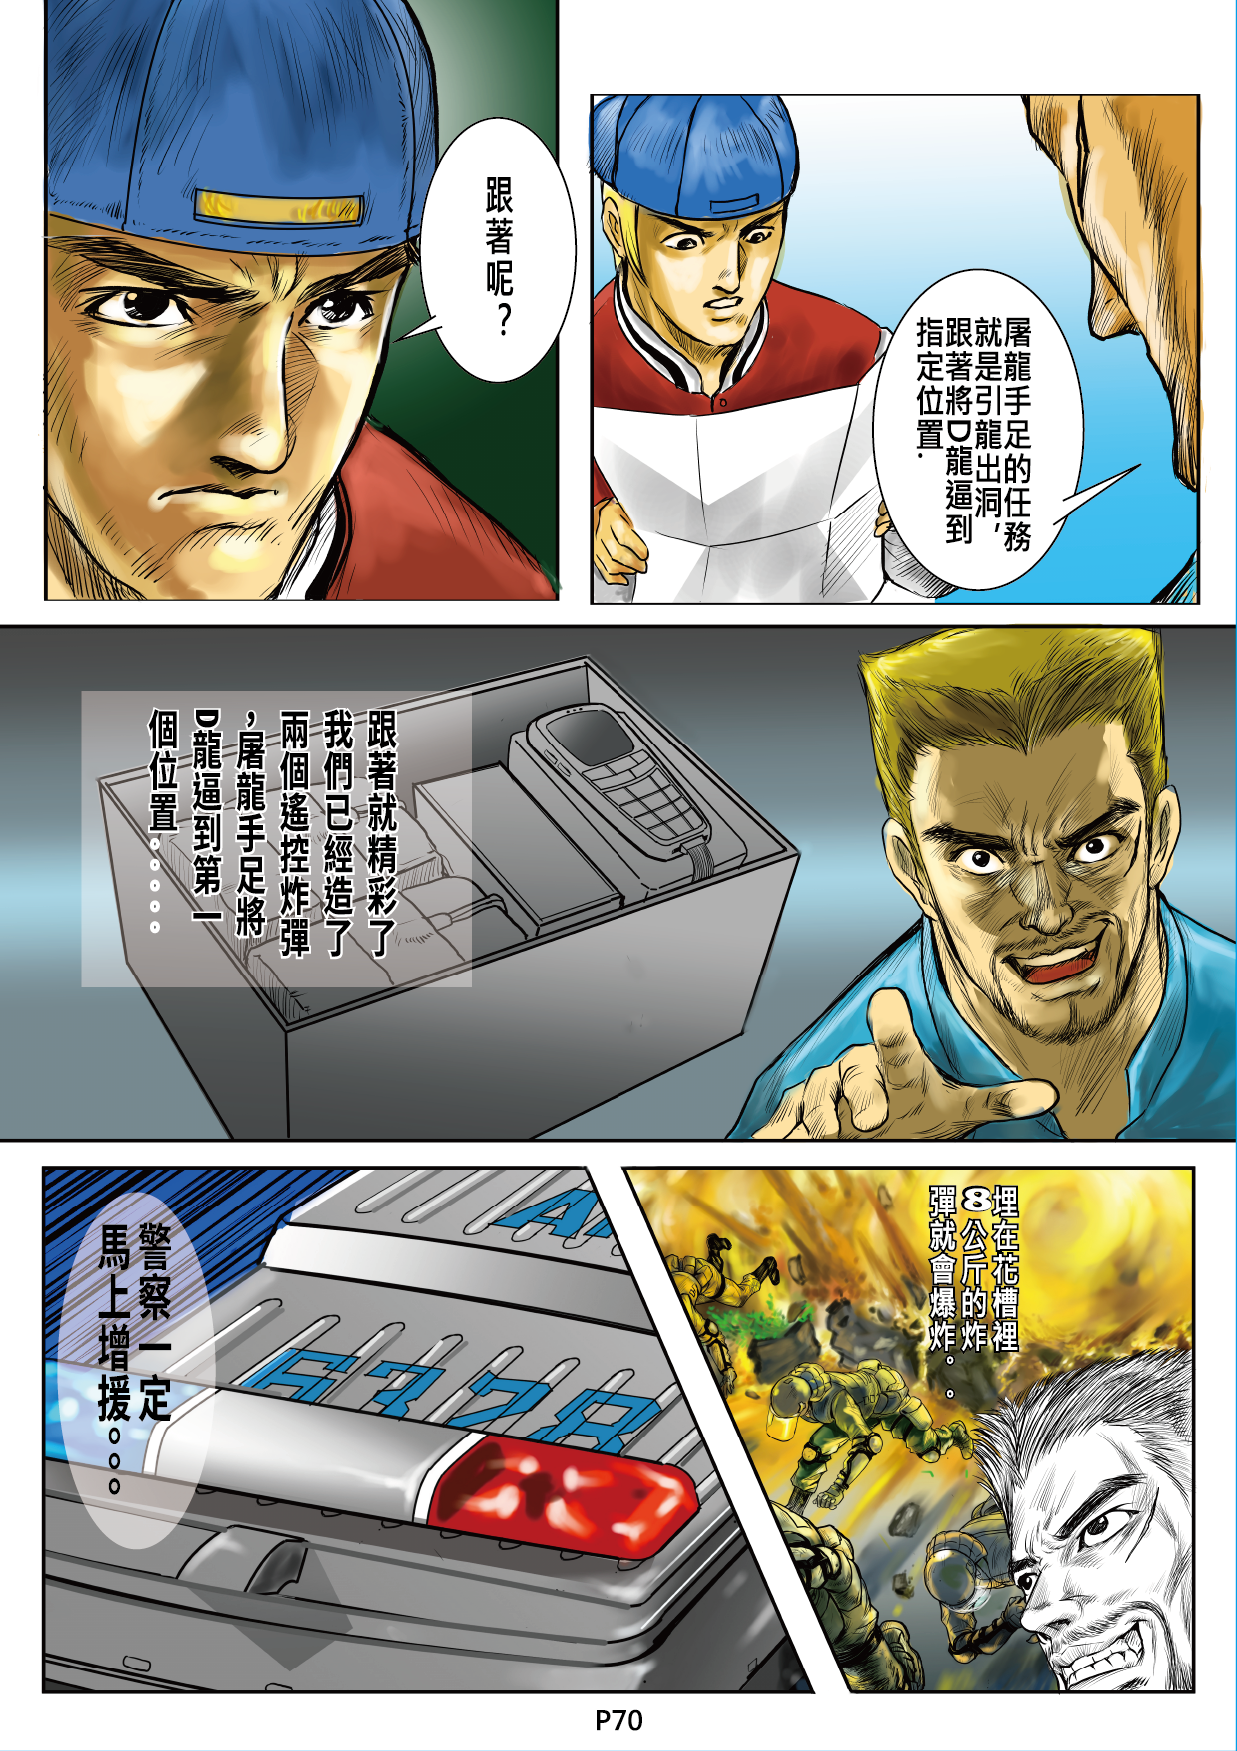 屠龍手足的任務
就是引龍出洞，
跟著將D龍逼到
指定位置.
跟著呢？
跟著就精彩了
我們已經造了
兩個遙控炸彈
，屠龍手足將
D龍逼到第一
個位置。。。。。
埋在花槽裡
8公斤的炸
彈就會爆炸。。
警察一定
馬上增援。。。
P70